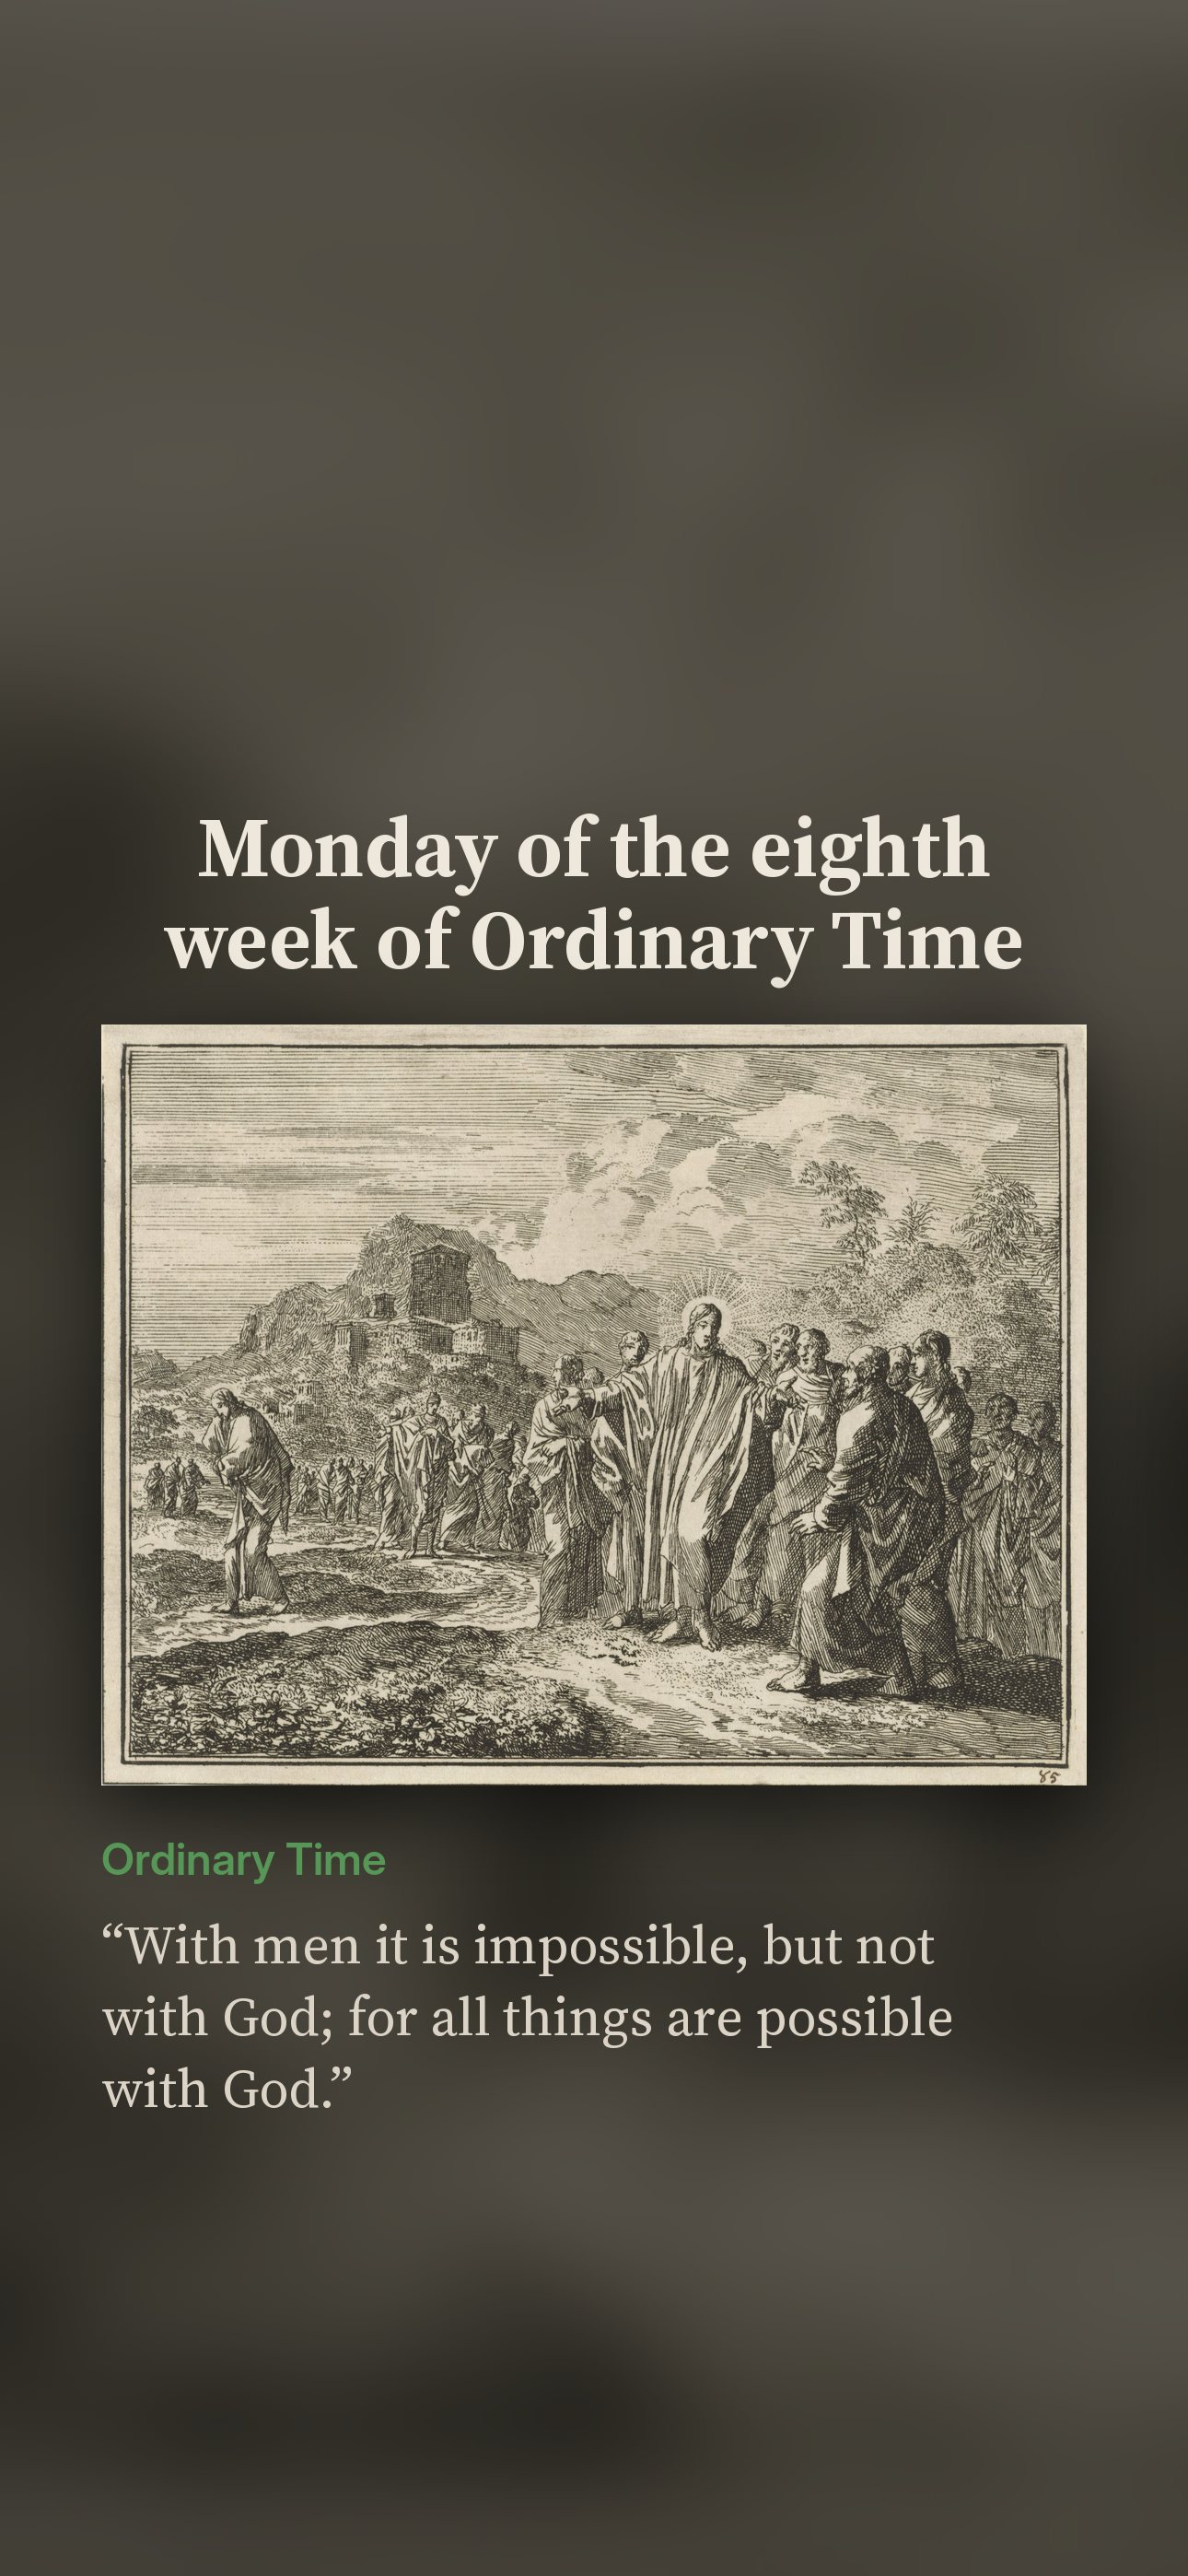 Monday of the eighth
week of Ordinary Time
85
Ordinary Time
“With men it is impossible, but not
with God; for all things are possible
with God.”